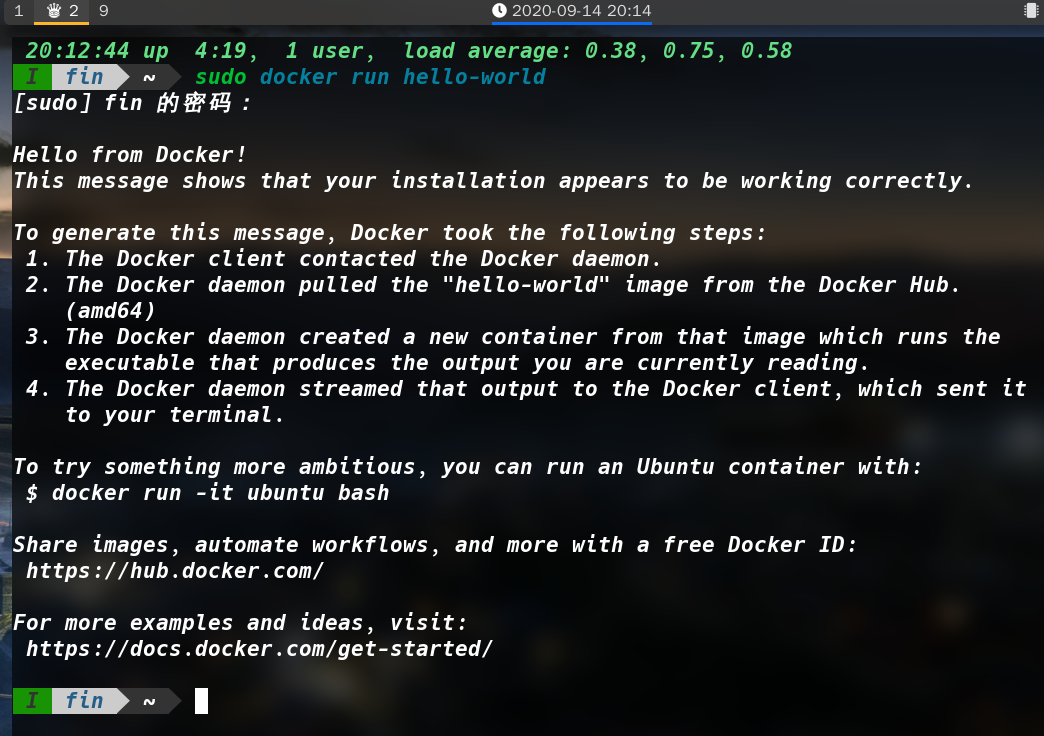 1 2 9 2020-09-14 20:14
20:12:44 up  4:19,  1 user,  load average: 0.38, 0.75, 0.58
I fin ~ sudo docker run hello-world
[sudo] fin 的密码：

Hello from Docker!
This message shows that your installation appears to be working correctly.

To generate this message, Docker took the following steps:
 1. The Docker client contacted the Docker daemon.
 2. The Docker daemon pulled the "hello-world" image from the Docker Hub.
    (amd64)
 3. The Docker daemon created a new container from that image which runs the
    executable that produces the output you are currently reading.
 4. The Docker daemon streamed that output to the Docker client, which sent it
    to your terminal.

To try something more ambitious, you can run an Ubuntu container with:
 $ docker run -it ubuntu bash

Share images, automate workflows, and more with a free Docker ID:
 https://hub.docker.com/

For more examples and ideas, visit:
 https://docs.docker.com/get-started/

I fin ~